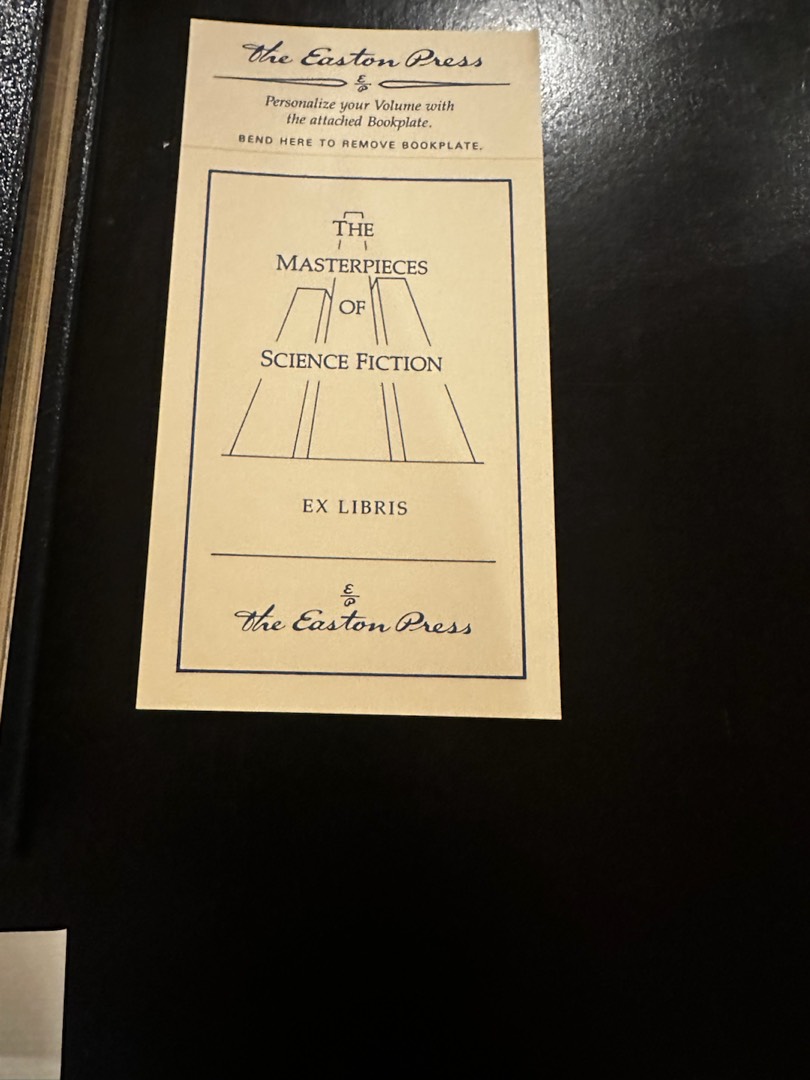 The Easton Press
E
P
Personalize your Volume with
the attached Bookplate.
BEND HERE TO REMOVE BOOKPLATE.
THE
MASTERPIECES
OF
SCIENCE FICTION
EX LIBRIS
E
P
The Easton Press